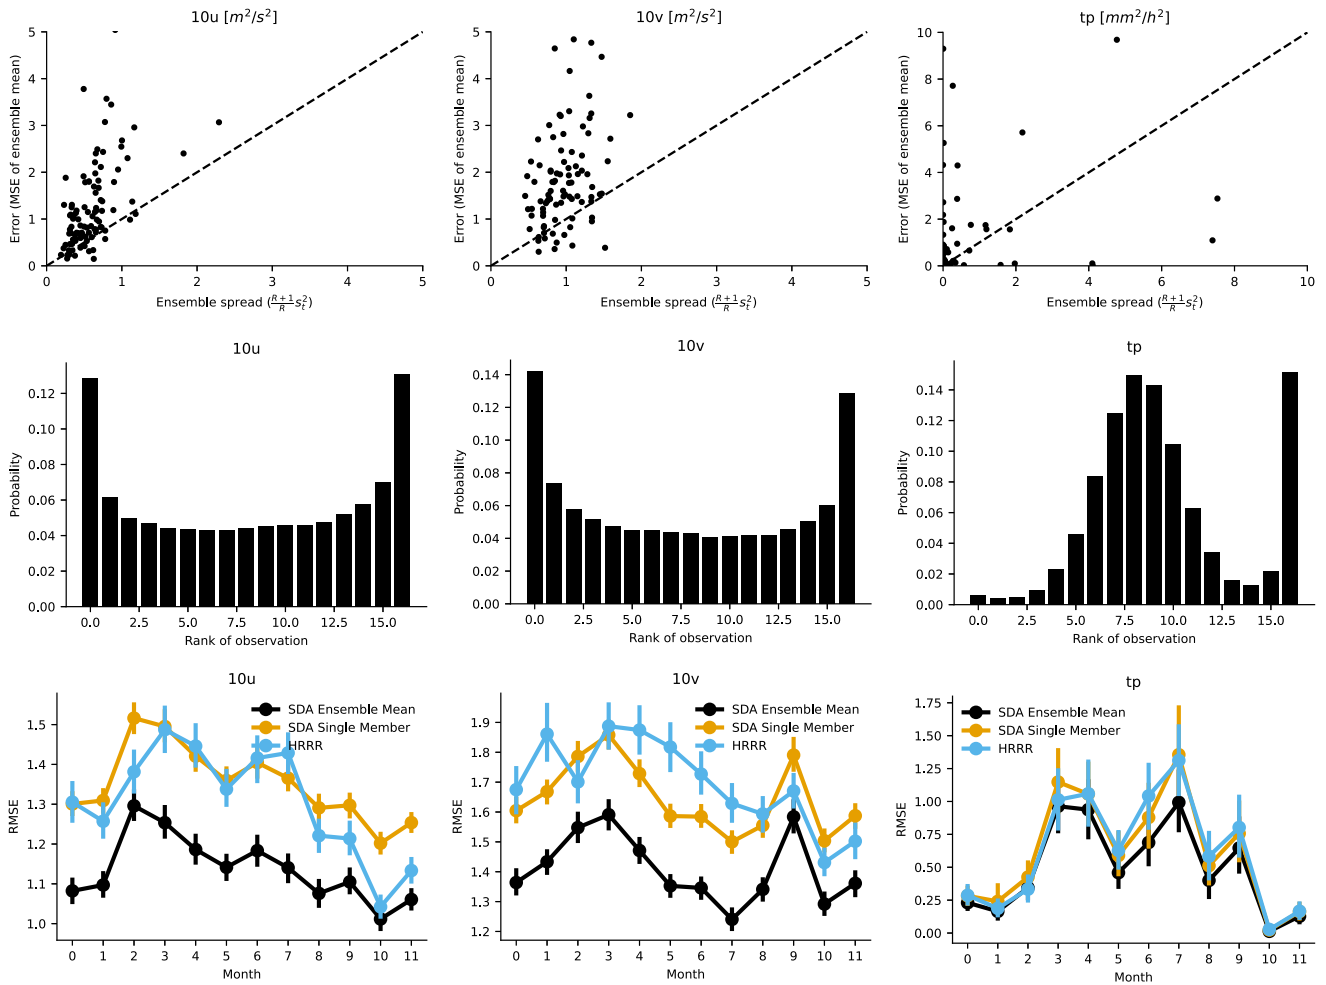 10u [m²/s²]
Error (MSE of ensemble mean)
5
4
3
2
1
0
0 1 2 3 4 5
Ensemble spread (R+1/R s_t^2)
10v [m²/s²]
Error (MSE of ensemble mean)
5
4
3
2
1
0
0 1 2 3 4 5
Ensemble spread (R+1/R s_t^2)
tp [mm²/h²]
Error (MSE of ensemble mean)
10
8
6
4
2
0
0 2 4 6 8 10
Ensemble spread (R+1/R s_t^2)
10u
Probability
0.12
0.10
0.08
0.06
0.04
0.02
0.00
0.0 2.5 5.0 7.5 10.0 12.5 15.0
Rank of observation
10v
Probability
0.14
0.12
0.10
0.08
0.06
0.04
0.02
0.00
0.0 2.5 5.0 7.5 10.0 12.5 15.0
Rank of observation
tp
Probability
0.14
0.12
0.10
0.08
0.06
0.04
0.02
0.00
0.0 2.5 5.0 7.5 10.0 12.5 15.0
Rank of observation
10u
SDA Ensemble Mean
SDA Single Member
HRRR
RMSE
1.5
1.4
1.3
1.2
1.1
1.0
0 1 2 3 4 5 6 7 8 9 10 11
Month
10v
SDA Ensemble Mean
SDA Single Member
HRRR
RMSE
1.9
1.8
1.7
1.6
1.5
1.4
1.3
1.2
0 1 2 3 4 5 6 7 8 9 10 11
Month
tp
SDA Ensemble Mean
SDA Single Member
HRRR
RMSE
1.75
1.50
1.25
1.00
0.75
0.50
0.25
0.00
0 1 2 3 4 5 6 7 8 9 10 11
Month